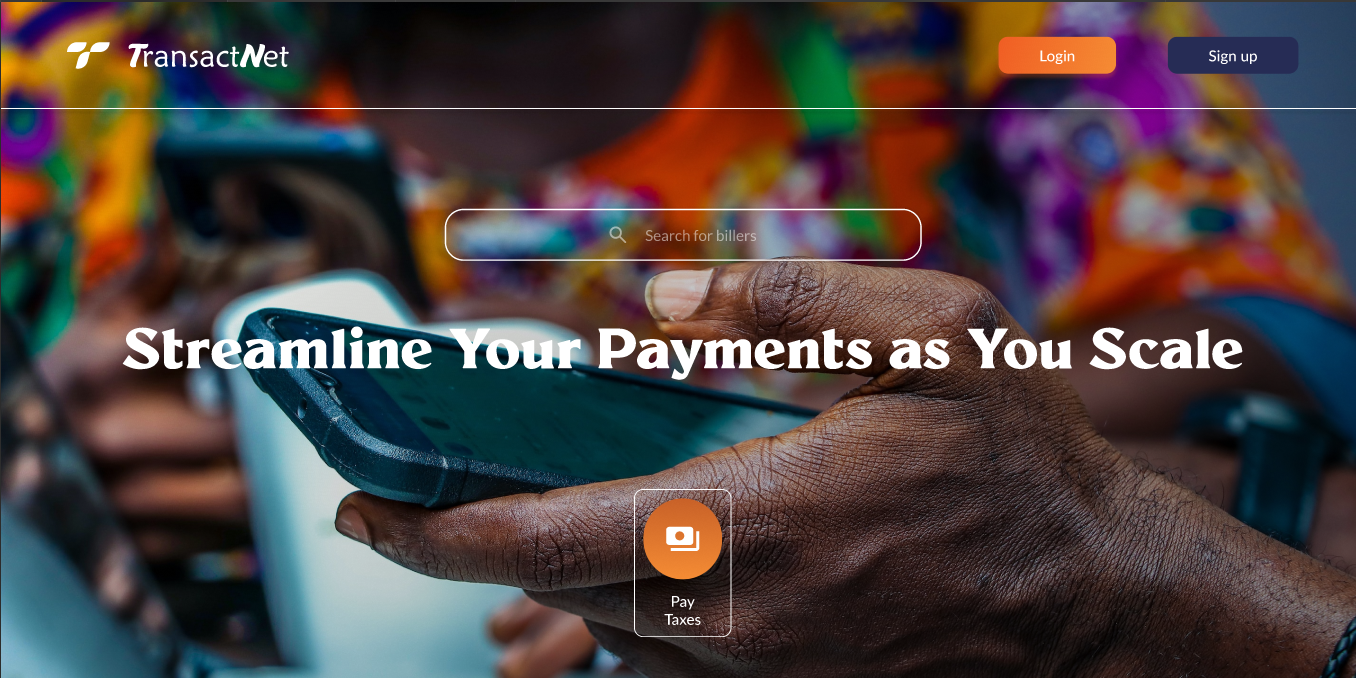 TransactNet
Login
Sign up
Search for billers
Streamline Your Payments as You Scale
Pay
Taxes